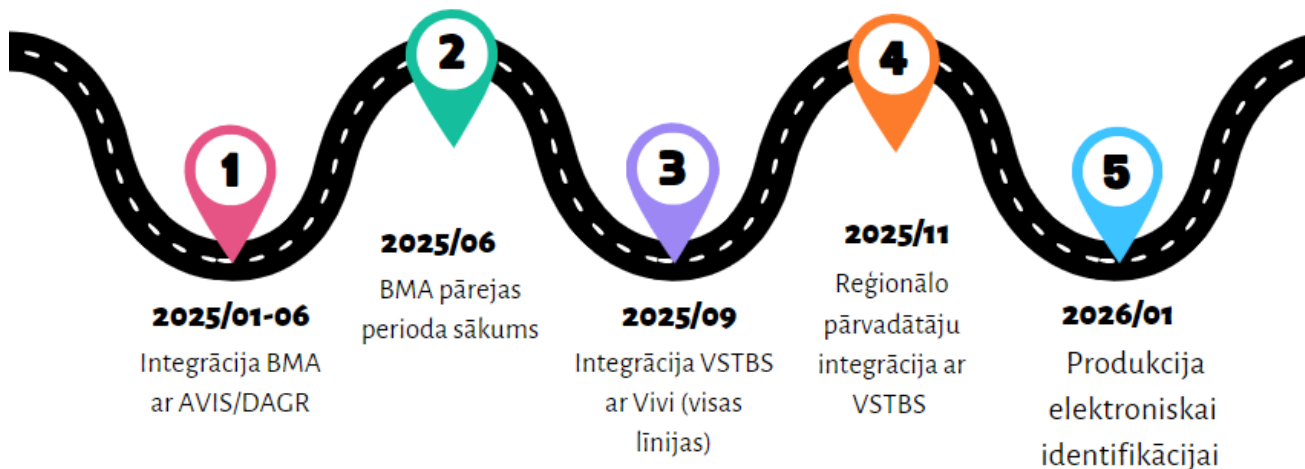 1
2025/01-06
Integrācija BMA
ar AVIS/DAGR
2
2025/06
BMA pārejas
perioda sākums
3
2025/09
Integrācija VSTBS
ar Vivi (visas
līnijas)
4
2025/11
Reģionālo
pārvadātāju
integrācija ar
VSTBS
5
2026/01
Produkcija
elektroniskai
identifikācijai